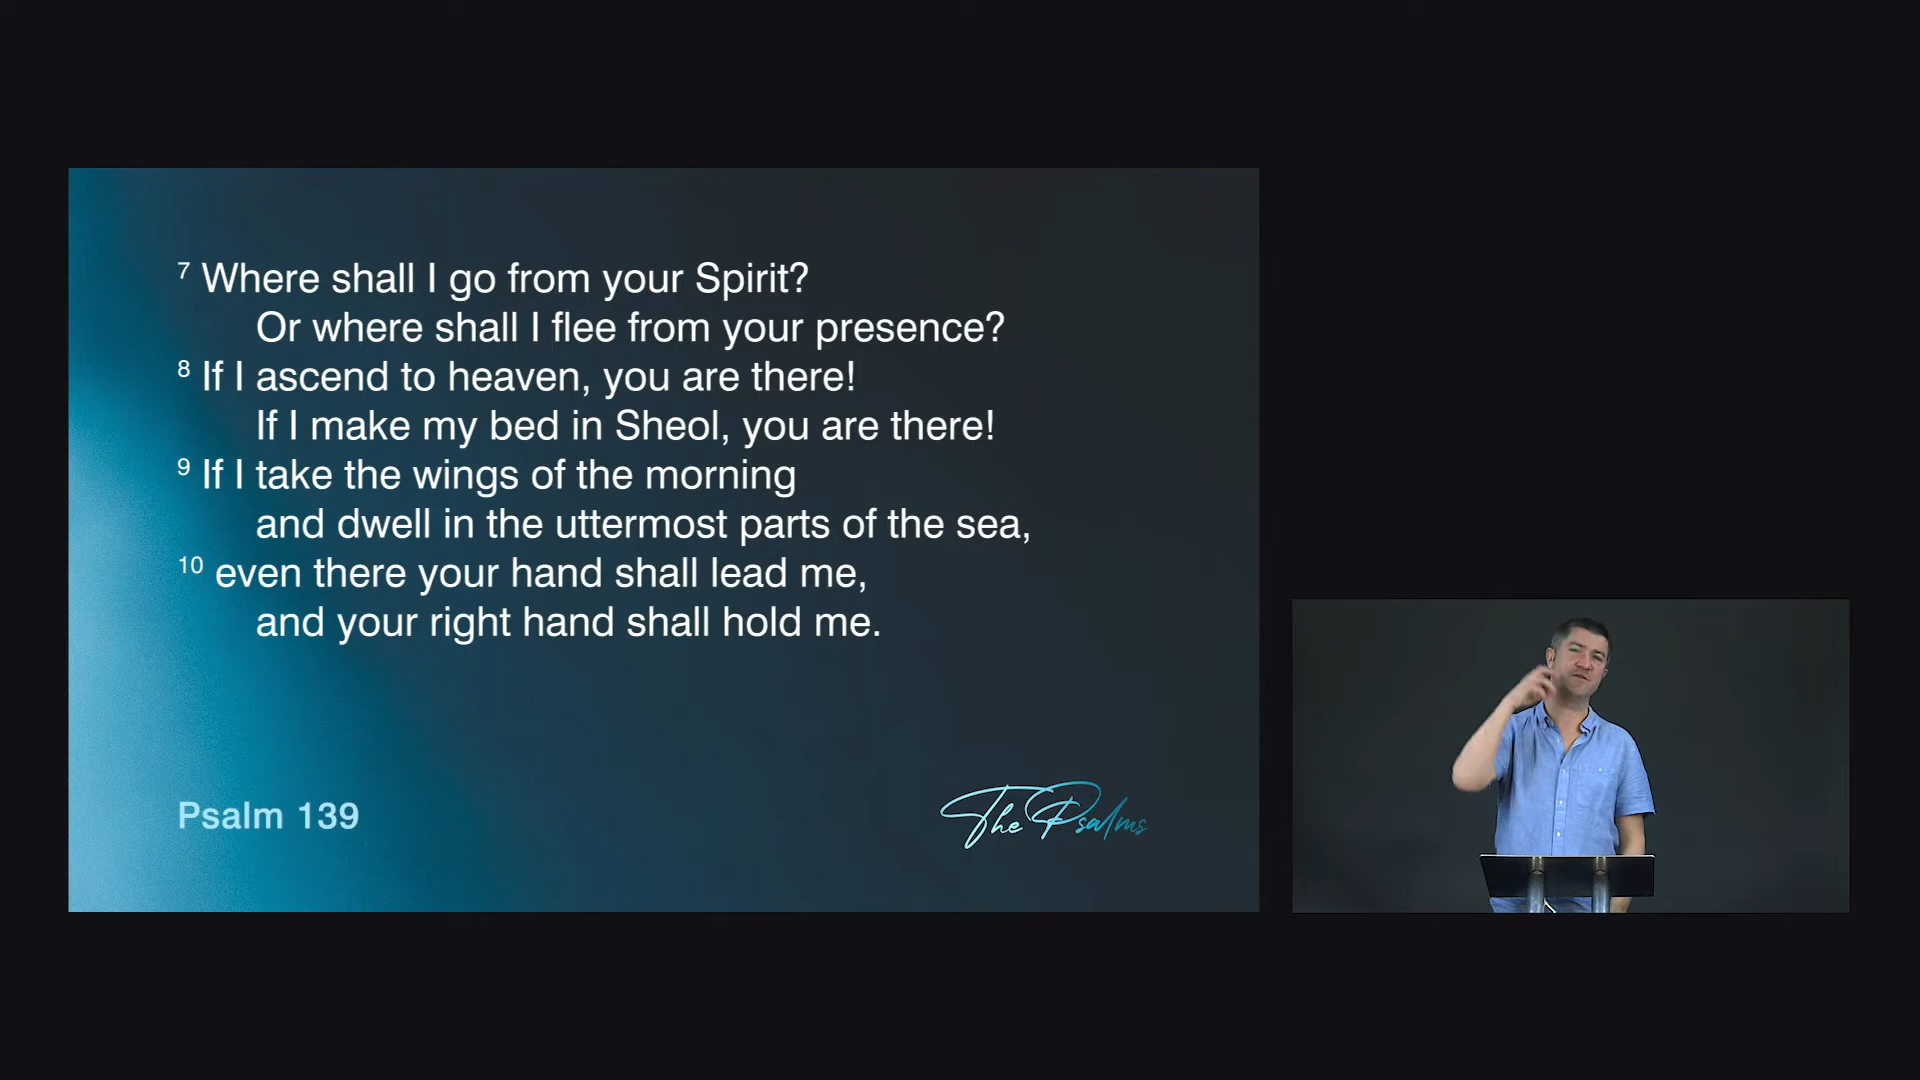 7 Where shall I go from your Spirit?
Or where shall I flee from your presence?
8 If I ascend to heaven, you are there!
If I make my bed in Sheol, you are there!
9 If I take the wings of the morning
and dwell in the uttermost parts of the sea,
10 even there your hand shall lead me,
and your right hand shall hold me.
Psalm 139
The Psalms